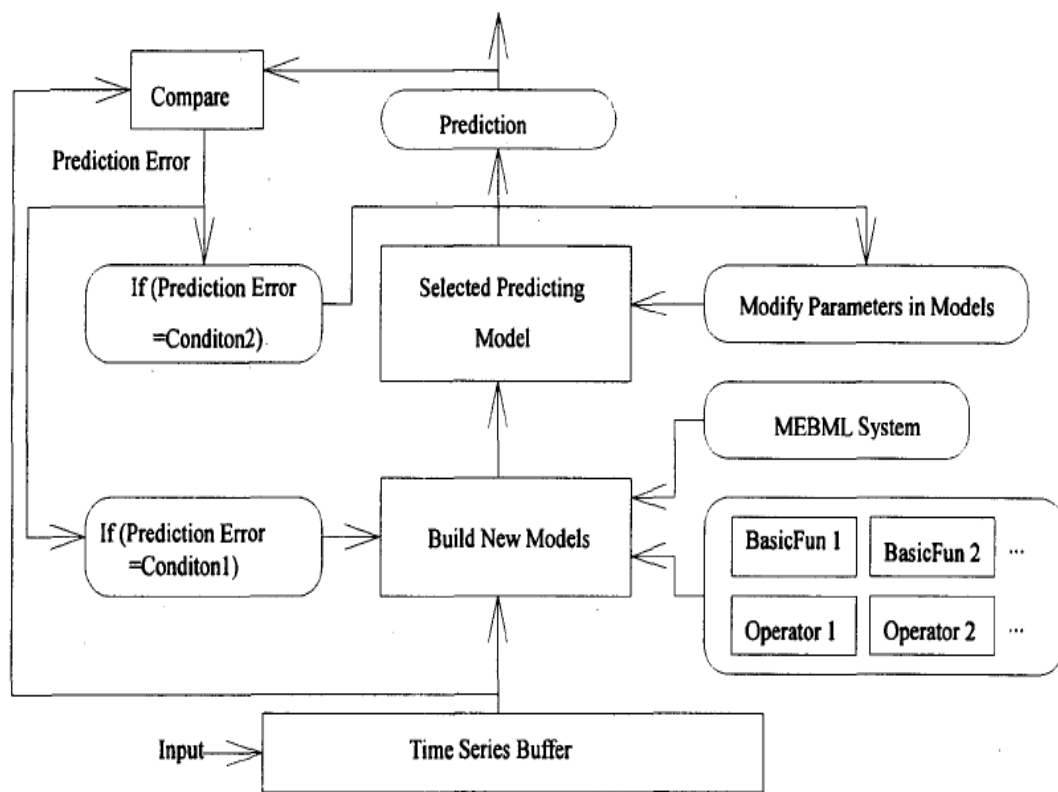 Compare
Prediction
Prediction Error
If (Prediction Error
=Conditon2)
Selected Predicting
Model
Modify Parameters in Models
MEBML System
If (Prediction Error
=Conditon1)
Build New Models
BasicFun 1
BasicFun 2
...
Operator 1
Operator 2
...
Input
Time Series Buffer